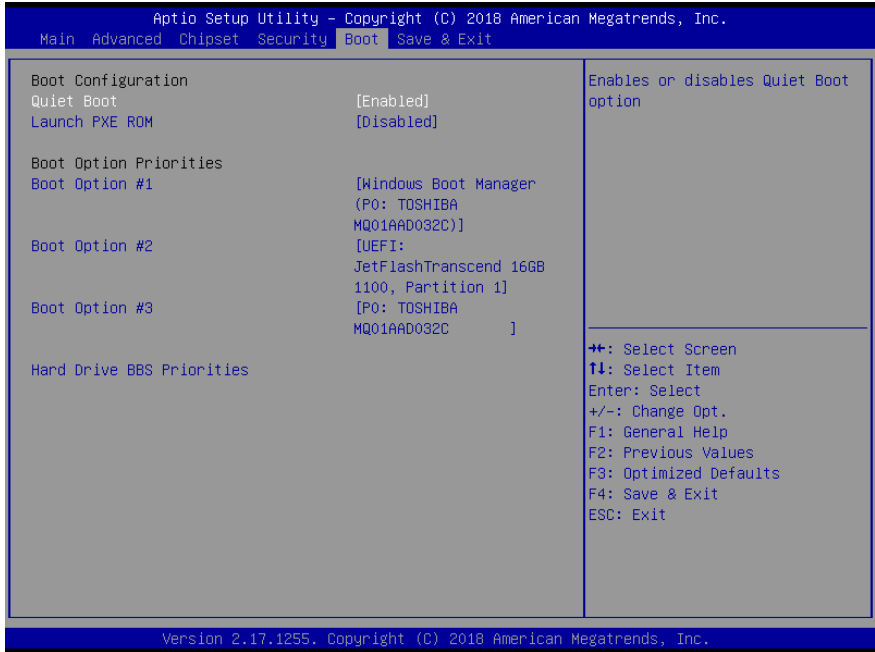 Aptio Setup Utility – Copyright (C) 2018 American Megatrends, Inc.
Main Advanced Chipset Security Boot Save & Exit
Boot Configuration
Quiet Boot [Enabled]
Launch PXE ROM [Disabled]
Boot Option Priorities
Boot Option #1 [Windows Boot Manager
(P0: TOSHIBA
MQ01AAD032C)]
Boot Option #2 [UEFI:
JetFlashTranscend 16GB
1100, Partition 1]
Boot Option #3 [P0: TOSHIBA
MQ01AAD032C ]
Hard Drive BBS Priorities
Enables or disables Quiet Boot
option
→←: Select Screen
↑↓: Select Item
Enter: Select
+/-: Change Opt.
F1: General Help
F2: Previous Values
F3: Optimized Defaults
F4: Save & Exit
ESC: Exit
Version 2.17.1255. Copyright (C) 2018 American Megatrends, Inc.